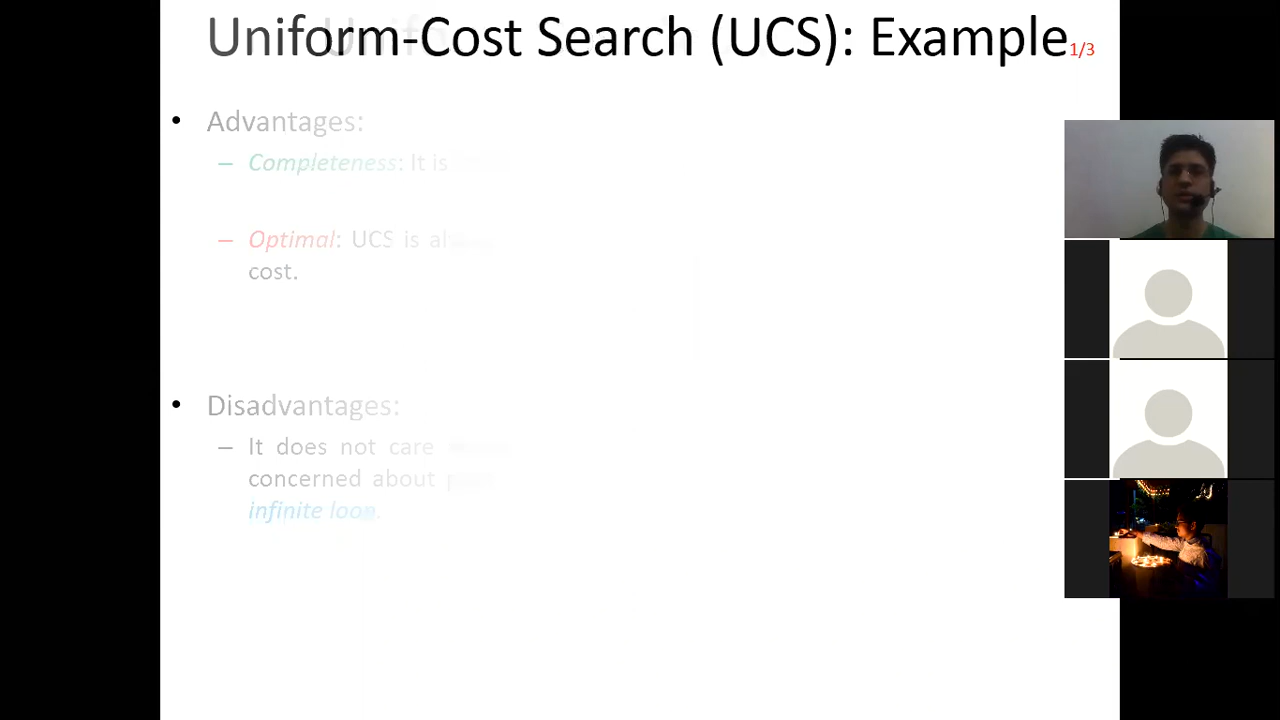 Uniform-Cost Search (UCS): Example 1/3
• Advantages:
– Completeness: It is
– Optimal: UCS is
cost.
• Disadvantages:
– It does not care
concerned about
infinite loop.